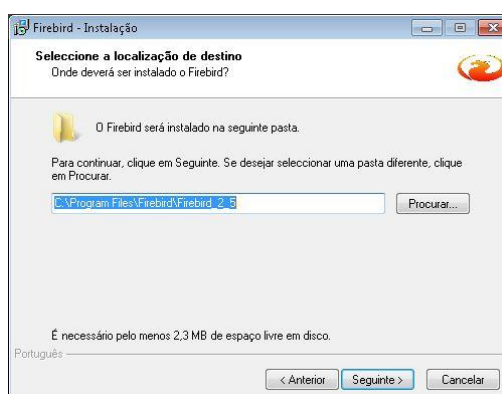 Firebird - Instalação
Seleccione a localização de destino
Onde deverá ser instalado o Firebird?
O Firebird será instalado na seguinte pasta.
Para continuar, clique em Seguinte. Se desejar seleccionar uma pasta diferente, clique
em Procurar.
C:\Program Files\Firebird\Firebird_2_5
Procurar...
É necessário pelo menos 2,3 MB de espaço livre em disco.
Português
< Anterior
Seguinte >
Cancelar